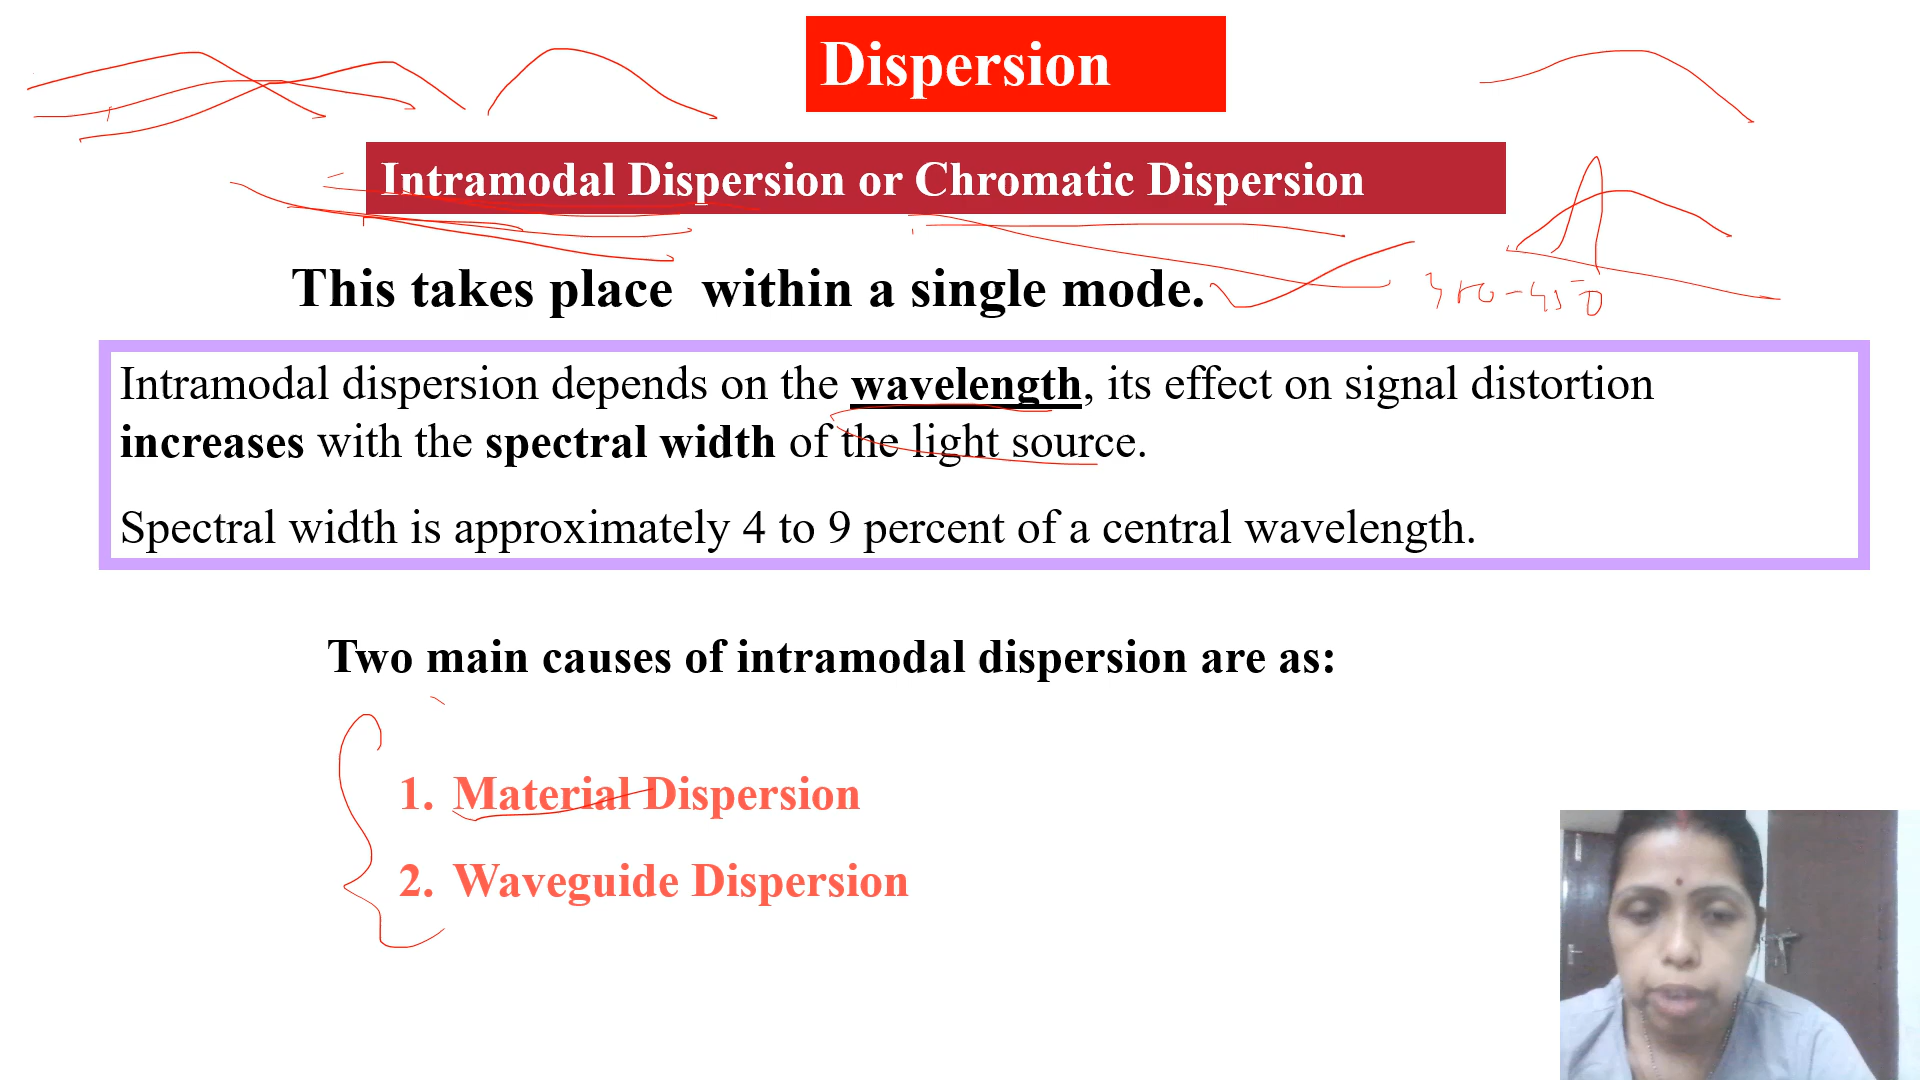 Dispersion
Intramodal Dispersion or Chromatic Dispersion
This takes place within a single mode.
Intramodal dispersion depends on the wavelength, its effect on signal distortion
increases with the spectral width of the light source.
Spectral width is approximately 4 to 9 percent of a central wavelength.
Two main causes of intramodal dispersion are as:
1. Material Dispersion
2. Waveguide Dispersion